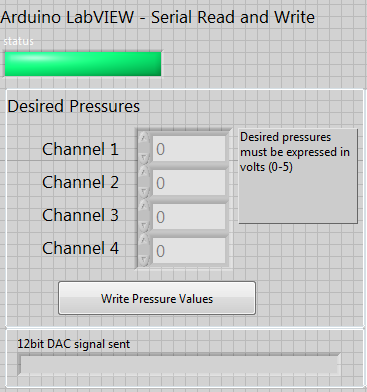 Arduino LabVIEW - Serial Read and Write
status
Desired Pressures
Channel 1
0
Channel 2
0
Channel 3
0
Channel 4
0
Desired pressures
must be expressed in
volts (0-5)
Write Pressure Values
12bit DAC signal sent